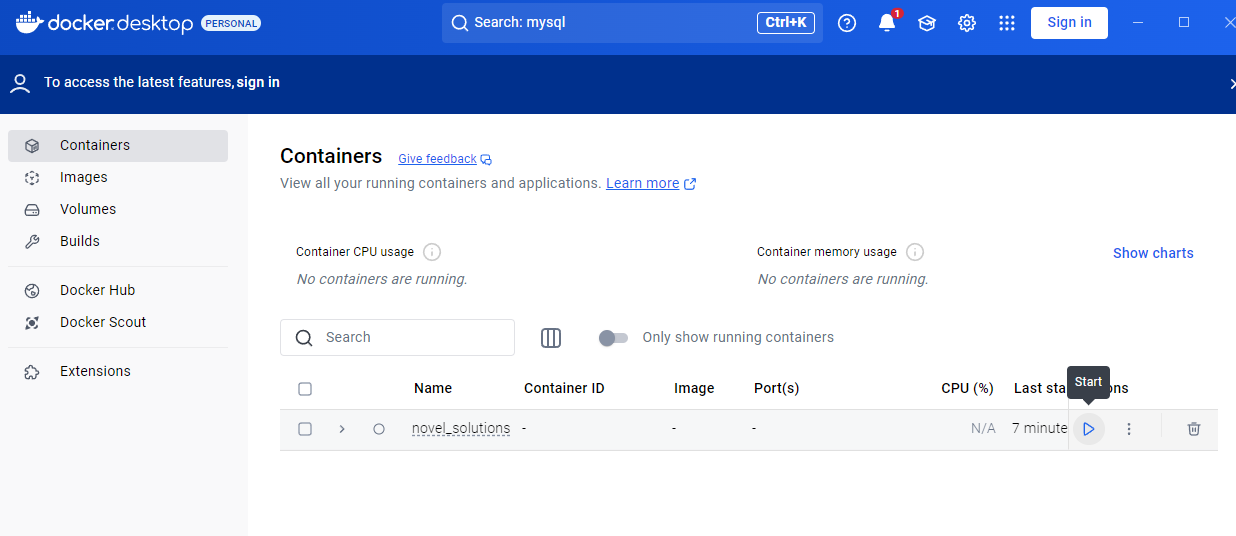 docker.desktop PERSONAL Search: mysql Ctrl+K 1 Sign in
To access the latest features, sign in
Containers
Images
Volumes
Builds
Docker Hub
Docker Scout
Extensions
Containers Give feedback
View all your running containers and applications. Learn more
Container CPU usage Container memory usage Show charts
No containers are running. No containers are running.
Search Only show running containers
Start
Name Container ID Image Port(s) CPU (%) Last sta ons
novel_solutions - - - N/A 7 minute